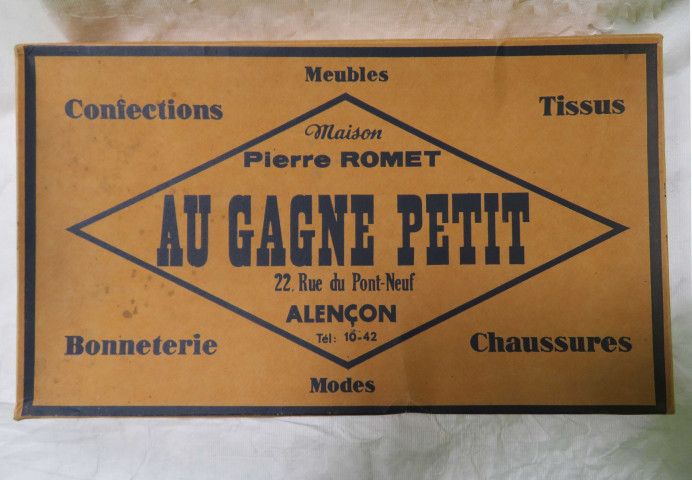 Meubles
Confections
Tissus
Maison
Pierre ROMET
AU GAGNE PETIT
22, Rue du Pont-Neuf
ALENÇON
Tél: 10-42
Bonneterie
Chaussures
Modes